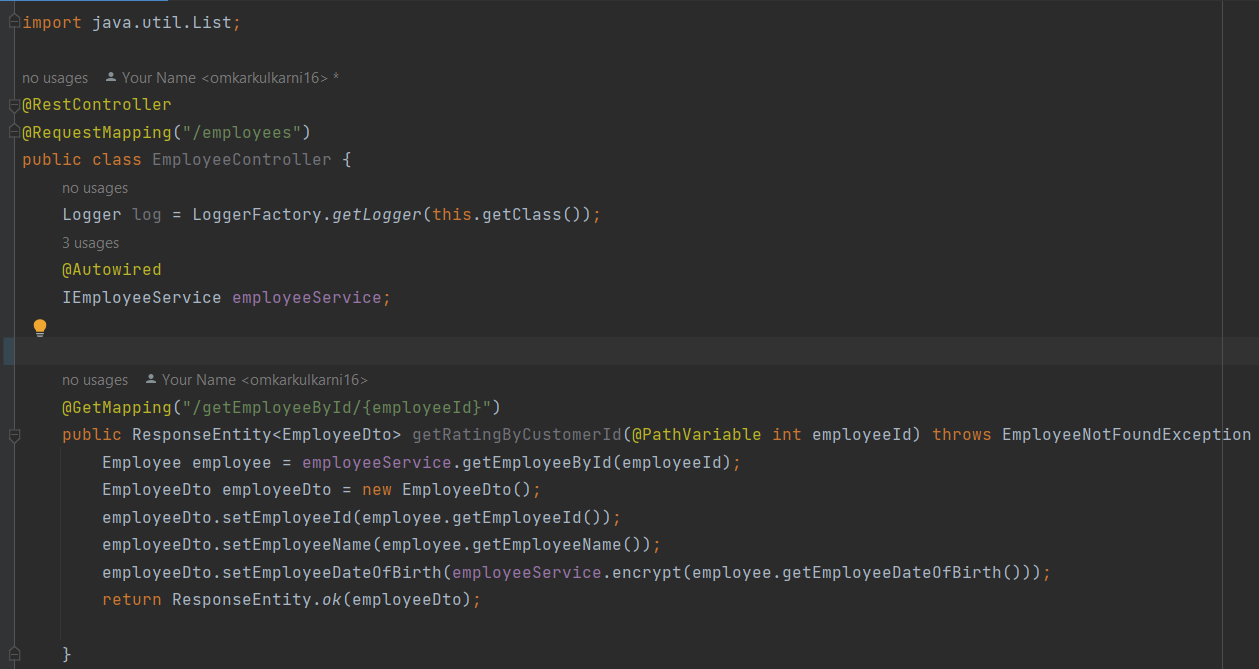 import java.util.List;
no usages Your Name <omkarkulkarni16> *
@RestController
@RequestMapping("/employees")
public class EmployeeController {
no usages
Logger log = LoggerFactory.getLogger(this.getClass());
3 usages
@Autowired
IEmployeeService employeeService;
no usages Your Name <omkarkulkarni16>
@GetMapping("/getEmployeeById/{employeeId}")
public ResponseEntity<EmployeeDto> getRatingByCustomerId(@PathVariable int employeeId) throws EmployeeNotFoundException
Employee employee = employeeService.getEmployeeById(employeeId);
EmployeeDto employeeDto = new EmployeeDto();
employeeDto.setEmployeeId(employee.getEmployeeId());
employeeDto.setEmployeeName(employee.getEmployeeName());
employeeDto.setEmployeeDateOfBirth(employeeService.encrypt(employee.getEmployeeDateOfBirth()));
return ResponseEntity.ok(employeeDto);
}